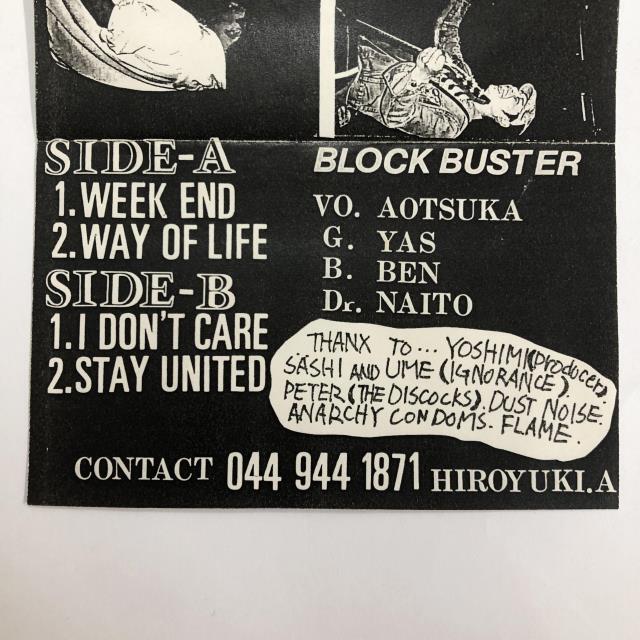 SIDE-A
1. WEEK END
2. WAY OF LIFE
SIDE-B
1. I DON'T CARE
2. STAY UNITED
BLOCK BUSTER
VO. AOTSUKA
G. YAS
B. BEN
Dr. NAITO
THANX TO... YOSHIMI (producer).
SASHI AND UME (IGNORANCE).
PETER (THE DISCOCKS). DUST NOISE.
ANARCHY CONDOMS. FLAME.
CONTACT 044 944 1871 HIROYUKI.A